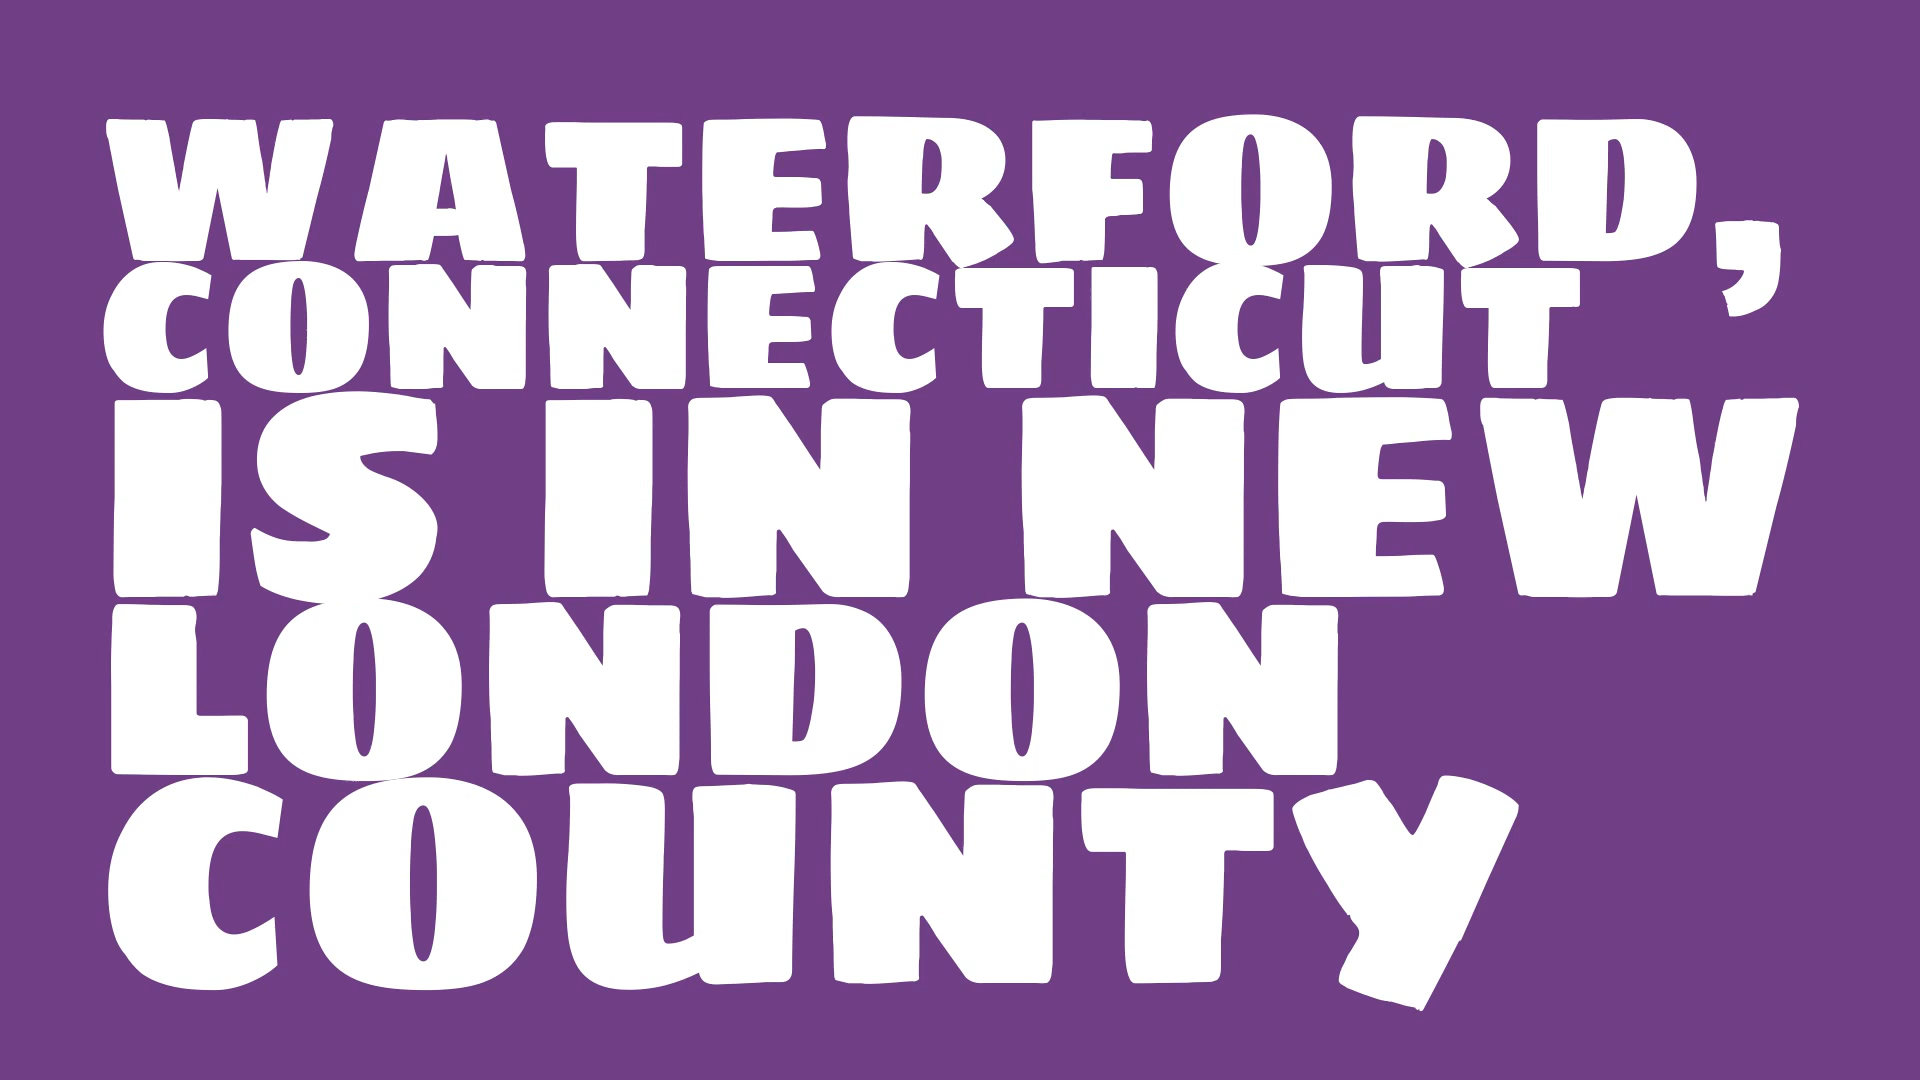 WATERFORD,
CONNECTICUT
IS IN NEW
LONDON
COUNTY